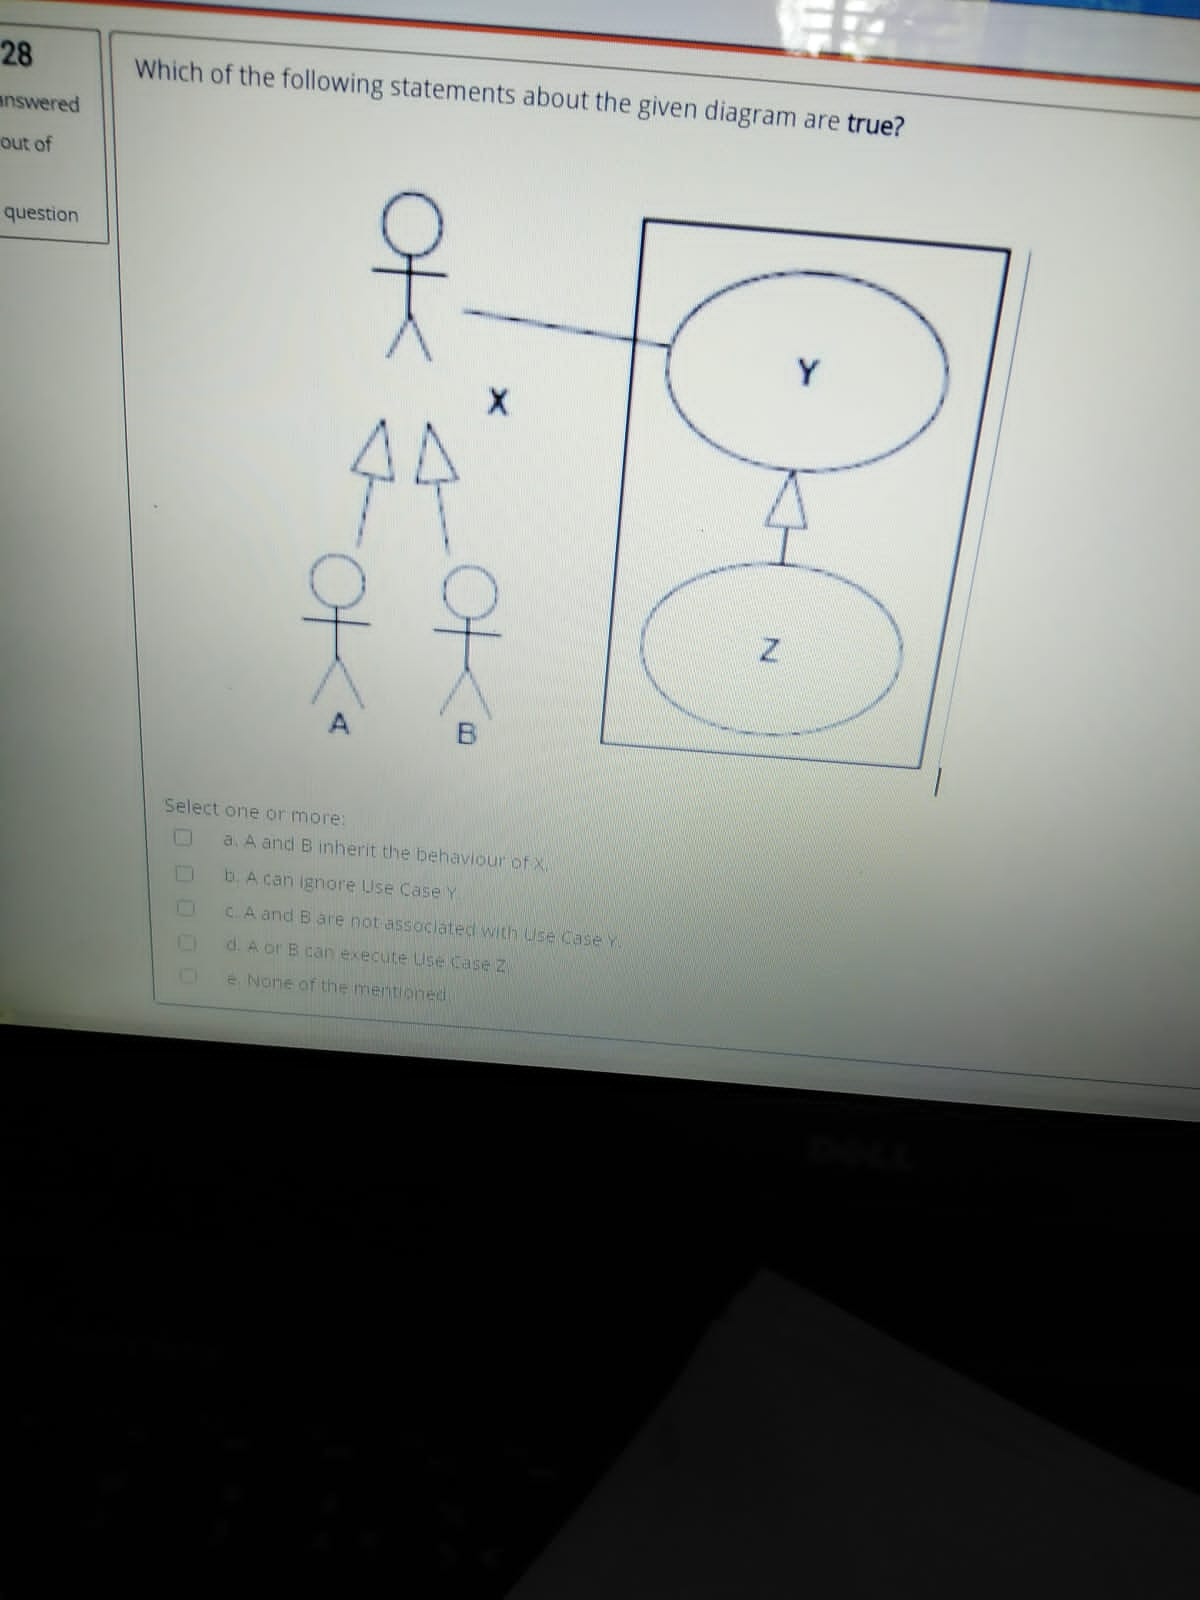 28
answered
out of
question
Which of the following statements about the given diagram are true?
X
Y
Z
A
B
Select one or more:
a. A and B inherit the behaviour of X.
b. A can ignore Use Case Y.
c. A and B are not associated with Use Case Y.
d. A or B can execute Use Case Z
e. None of the mentioned
DELL